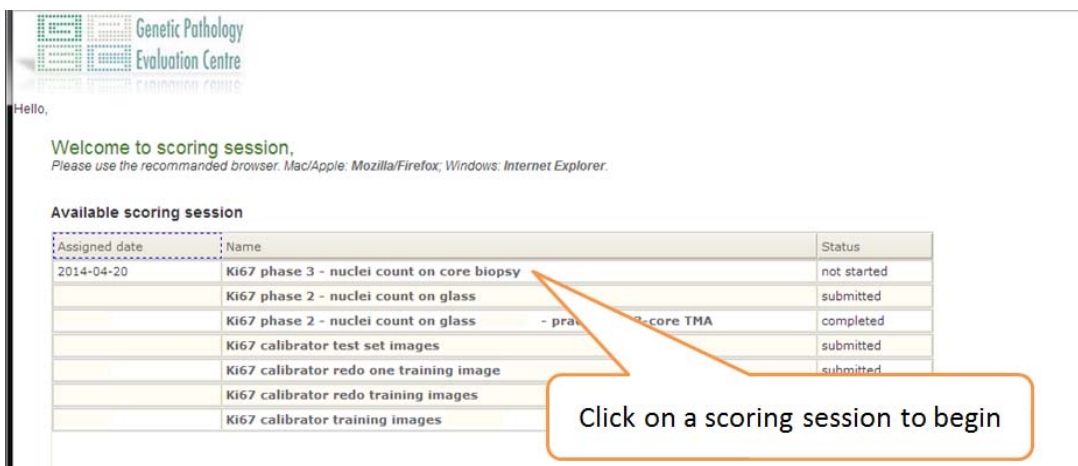 Genetic Pathology
Evaluation Centre
Hello,
Welcome to scoring session,
Please use the recommanded browser. Mac/Apple: Mozilla/Firefox; Windows: Internet Explorer.
Available scoring session
Assigned date Name Status
2014-04-20 Ki67 phase 3 - nuclei count on core biopsy not started
Ki67 phase 2 - nuclei count on glass submitted
Ki67 phase 2 - nuclei count on glass - -core TMA completed
Ki67 calibrator test set images submitted
Ki67 calibrator redo one training image submitted
Ki67 calibrator redo training images
Ki67 calibrator training images
Click on a scoring session to begin